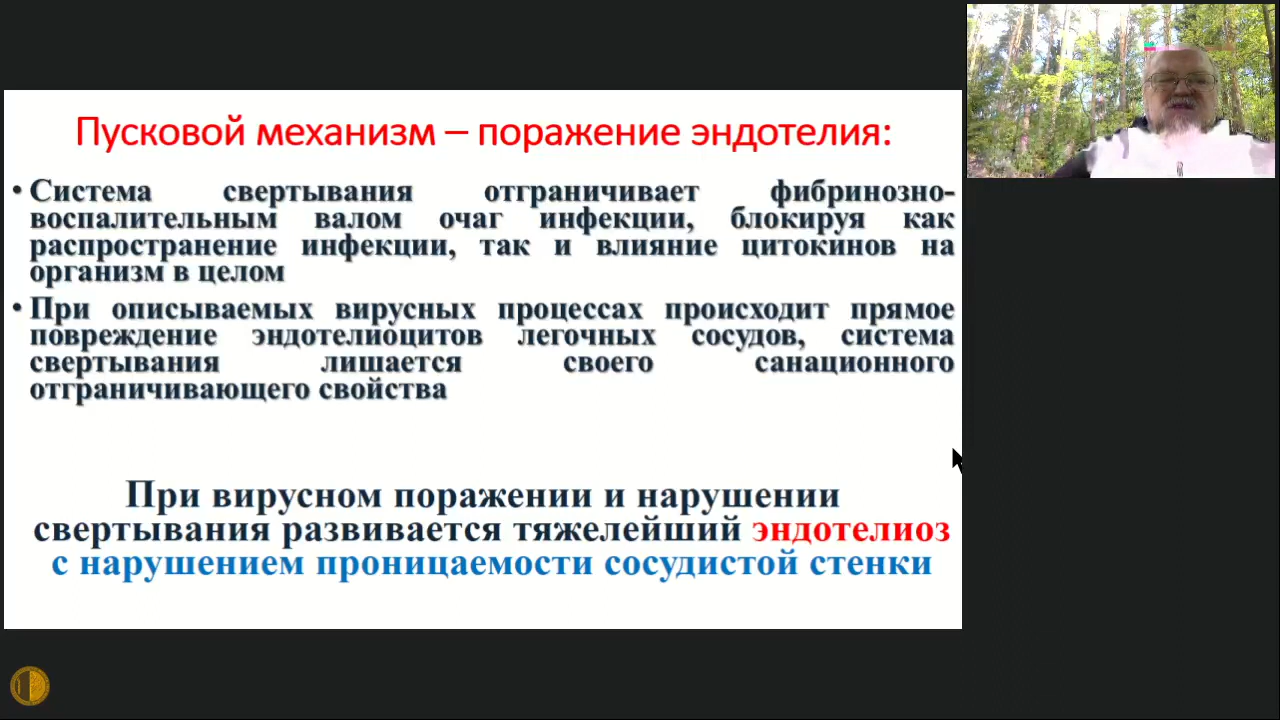 Пусковой механизм – поражение эндотелия:
• Система свертывания отграничивает фибринозно-
воспалительным валом очаг инфекции, блокируя как
распространение инфекции, так и влияние цитокинов на
организм в целом
• При описываемых вирусных процессах происходит прямое
повреждение эндотелиоцитов легочных сосудов, система
свертывания лишается своего санационного
отграничивающего свойства
При вирусном поражении и нарушении
свертывания развивается тяжелейший эндотелиоз
с нарушением проницаемости сосудистой стенки